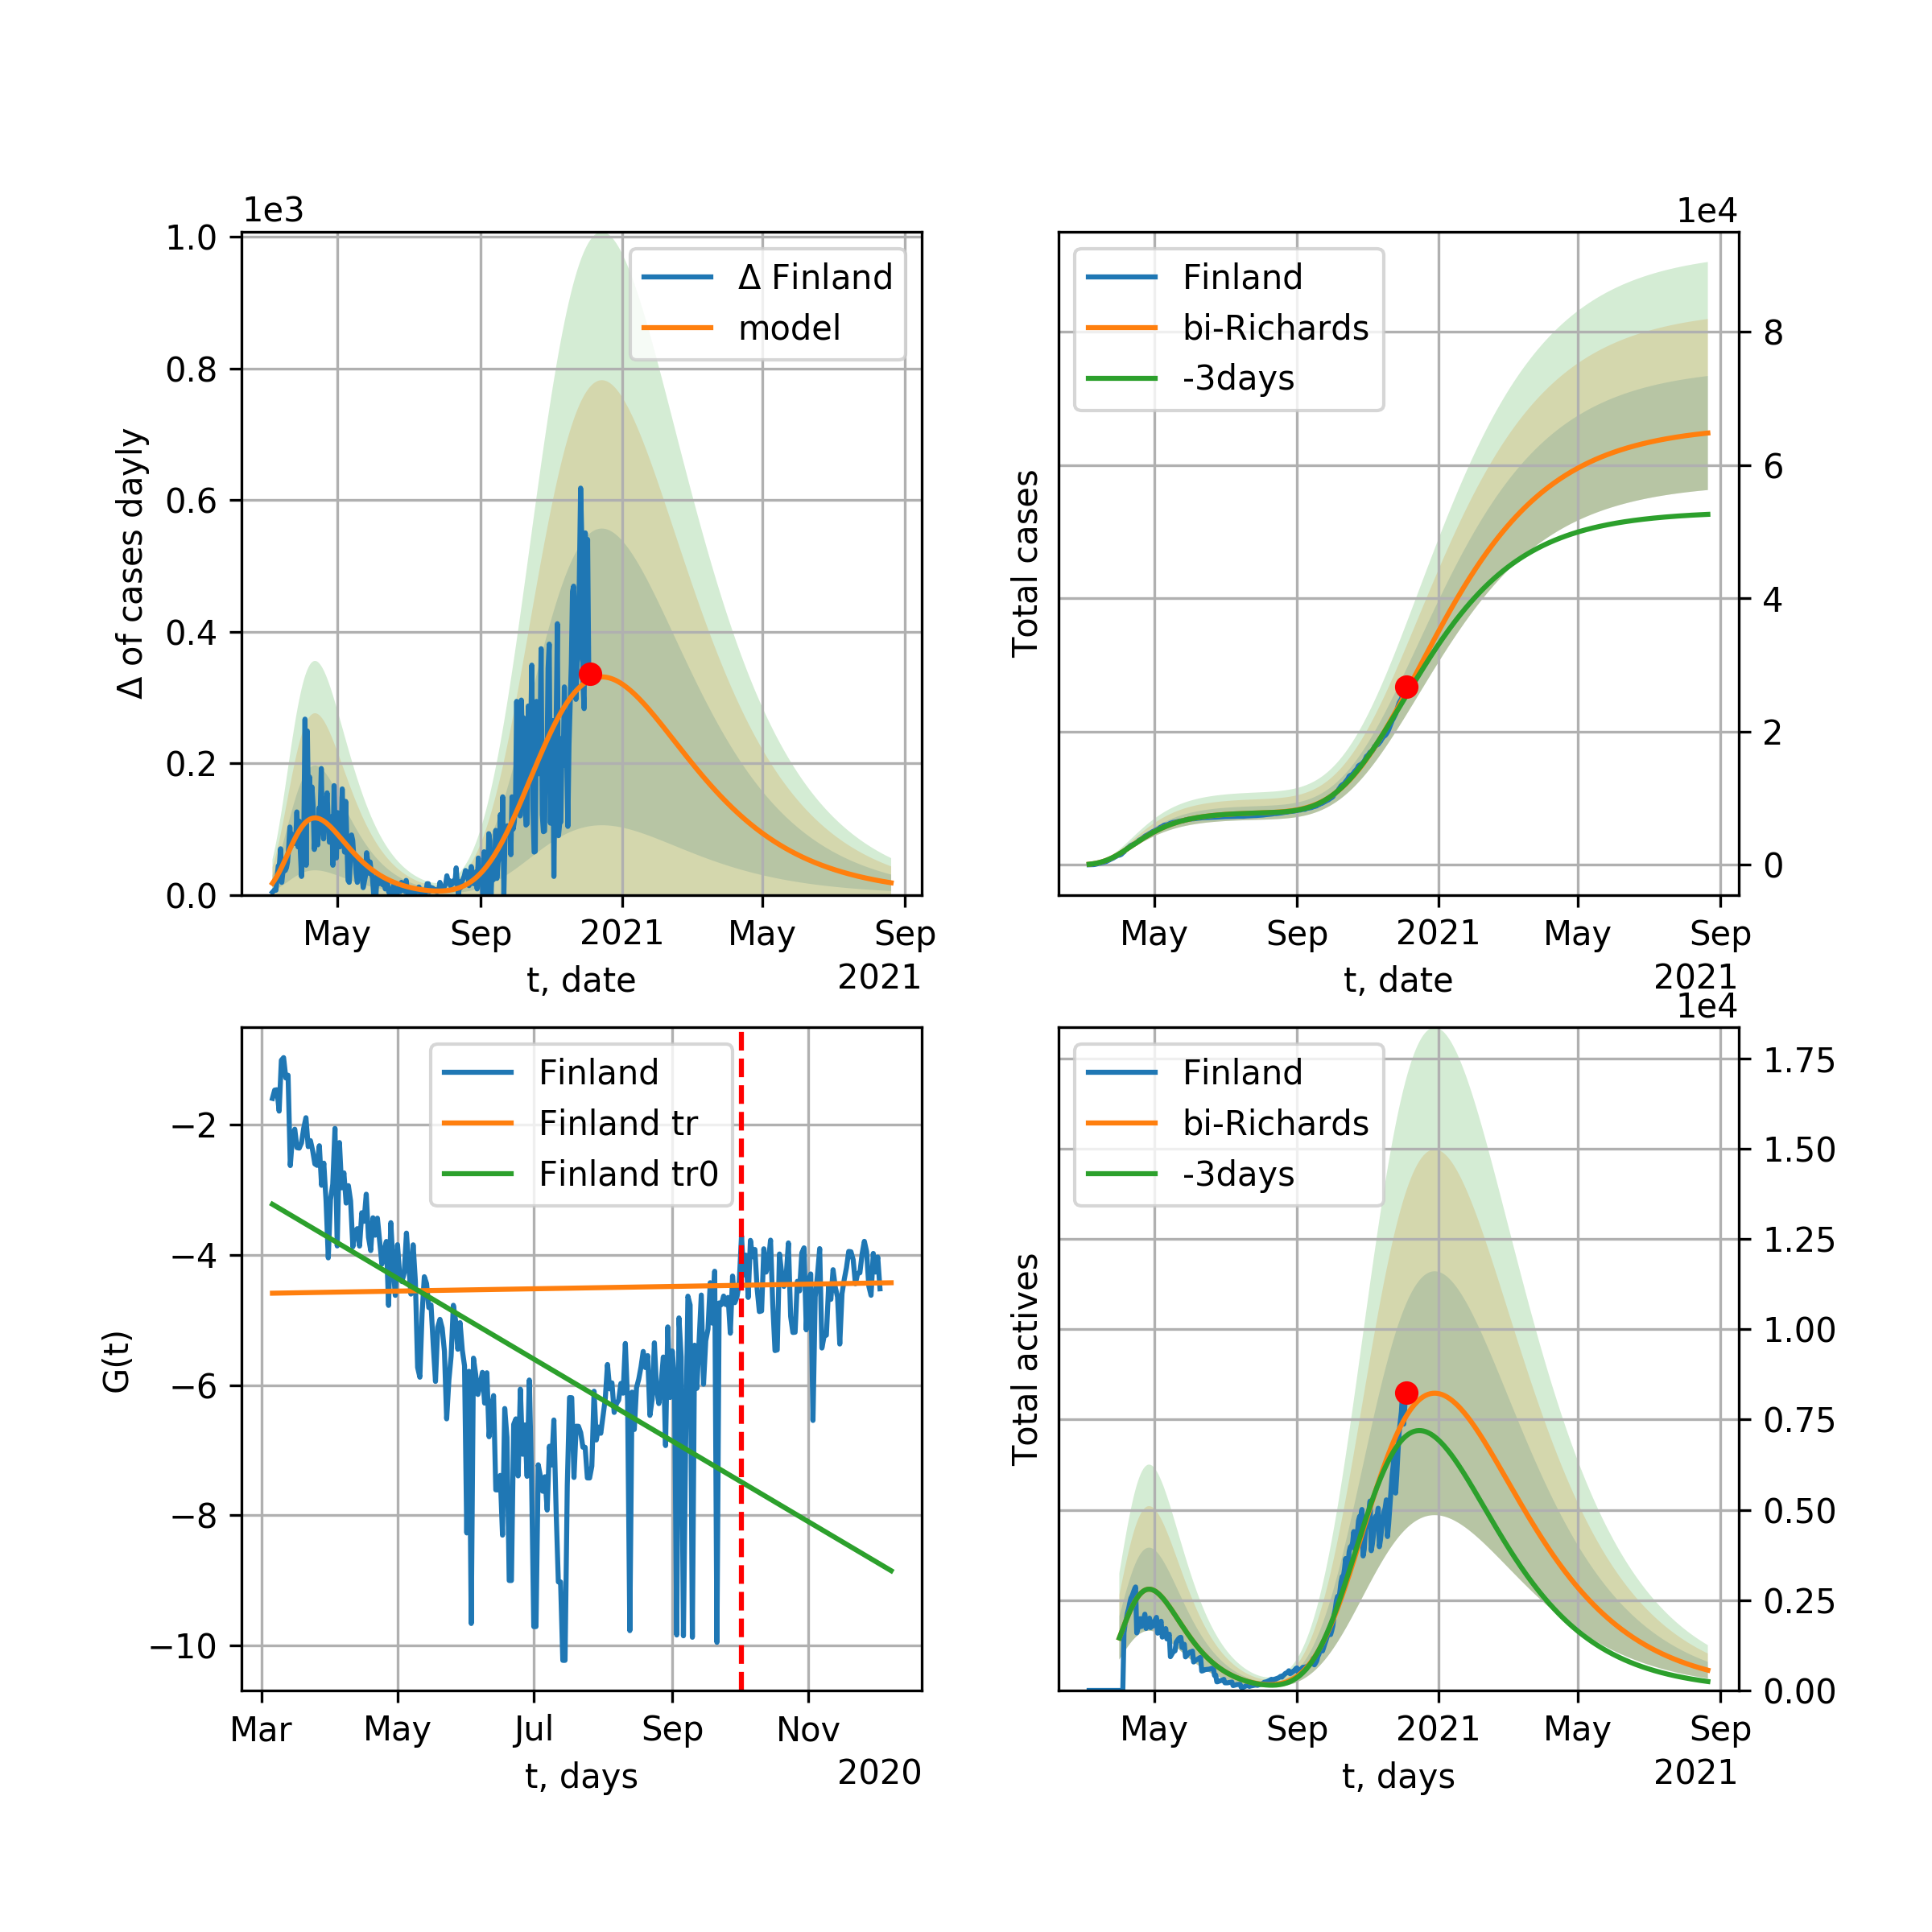 1e3
1.0
0.8
0.6
0.4
0.2
0.0
Δ of cases dayly
Δ Finland
model
May Sep 2021 May Sep
t, date
2021
1e4
Finland
bi-Richards
-3days
Total cases
8
6
4
2
0
May Sep 2021 May Sep
t, date
2021
−2
−4
−6
−8
−10
G(t)
Finland
Finland tr
Finland tr0
Mar May Jul Sep Nov
t, days
2020
1e4
Finland
bi-Richards
-3days
Total actives
1.75
1.50
1.25
1.00
0.75
0.50
0.25
0.00
May Sep 2021 May Sep
t, days
2021